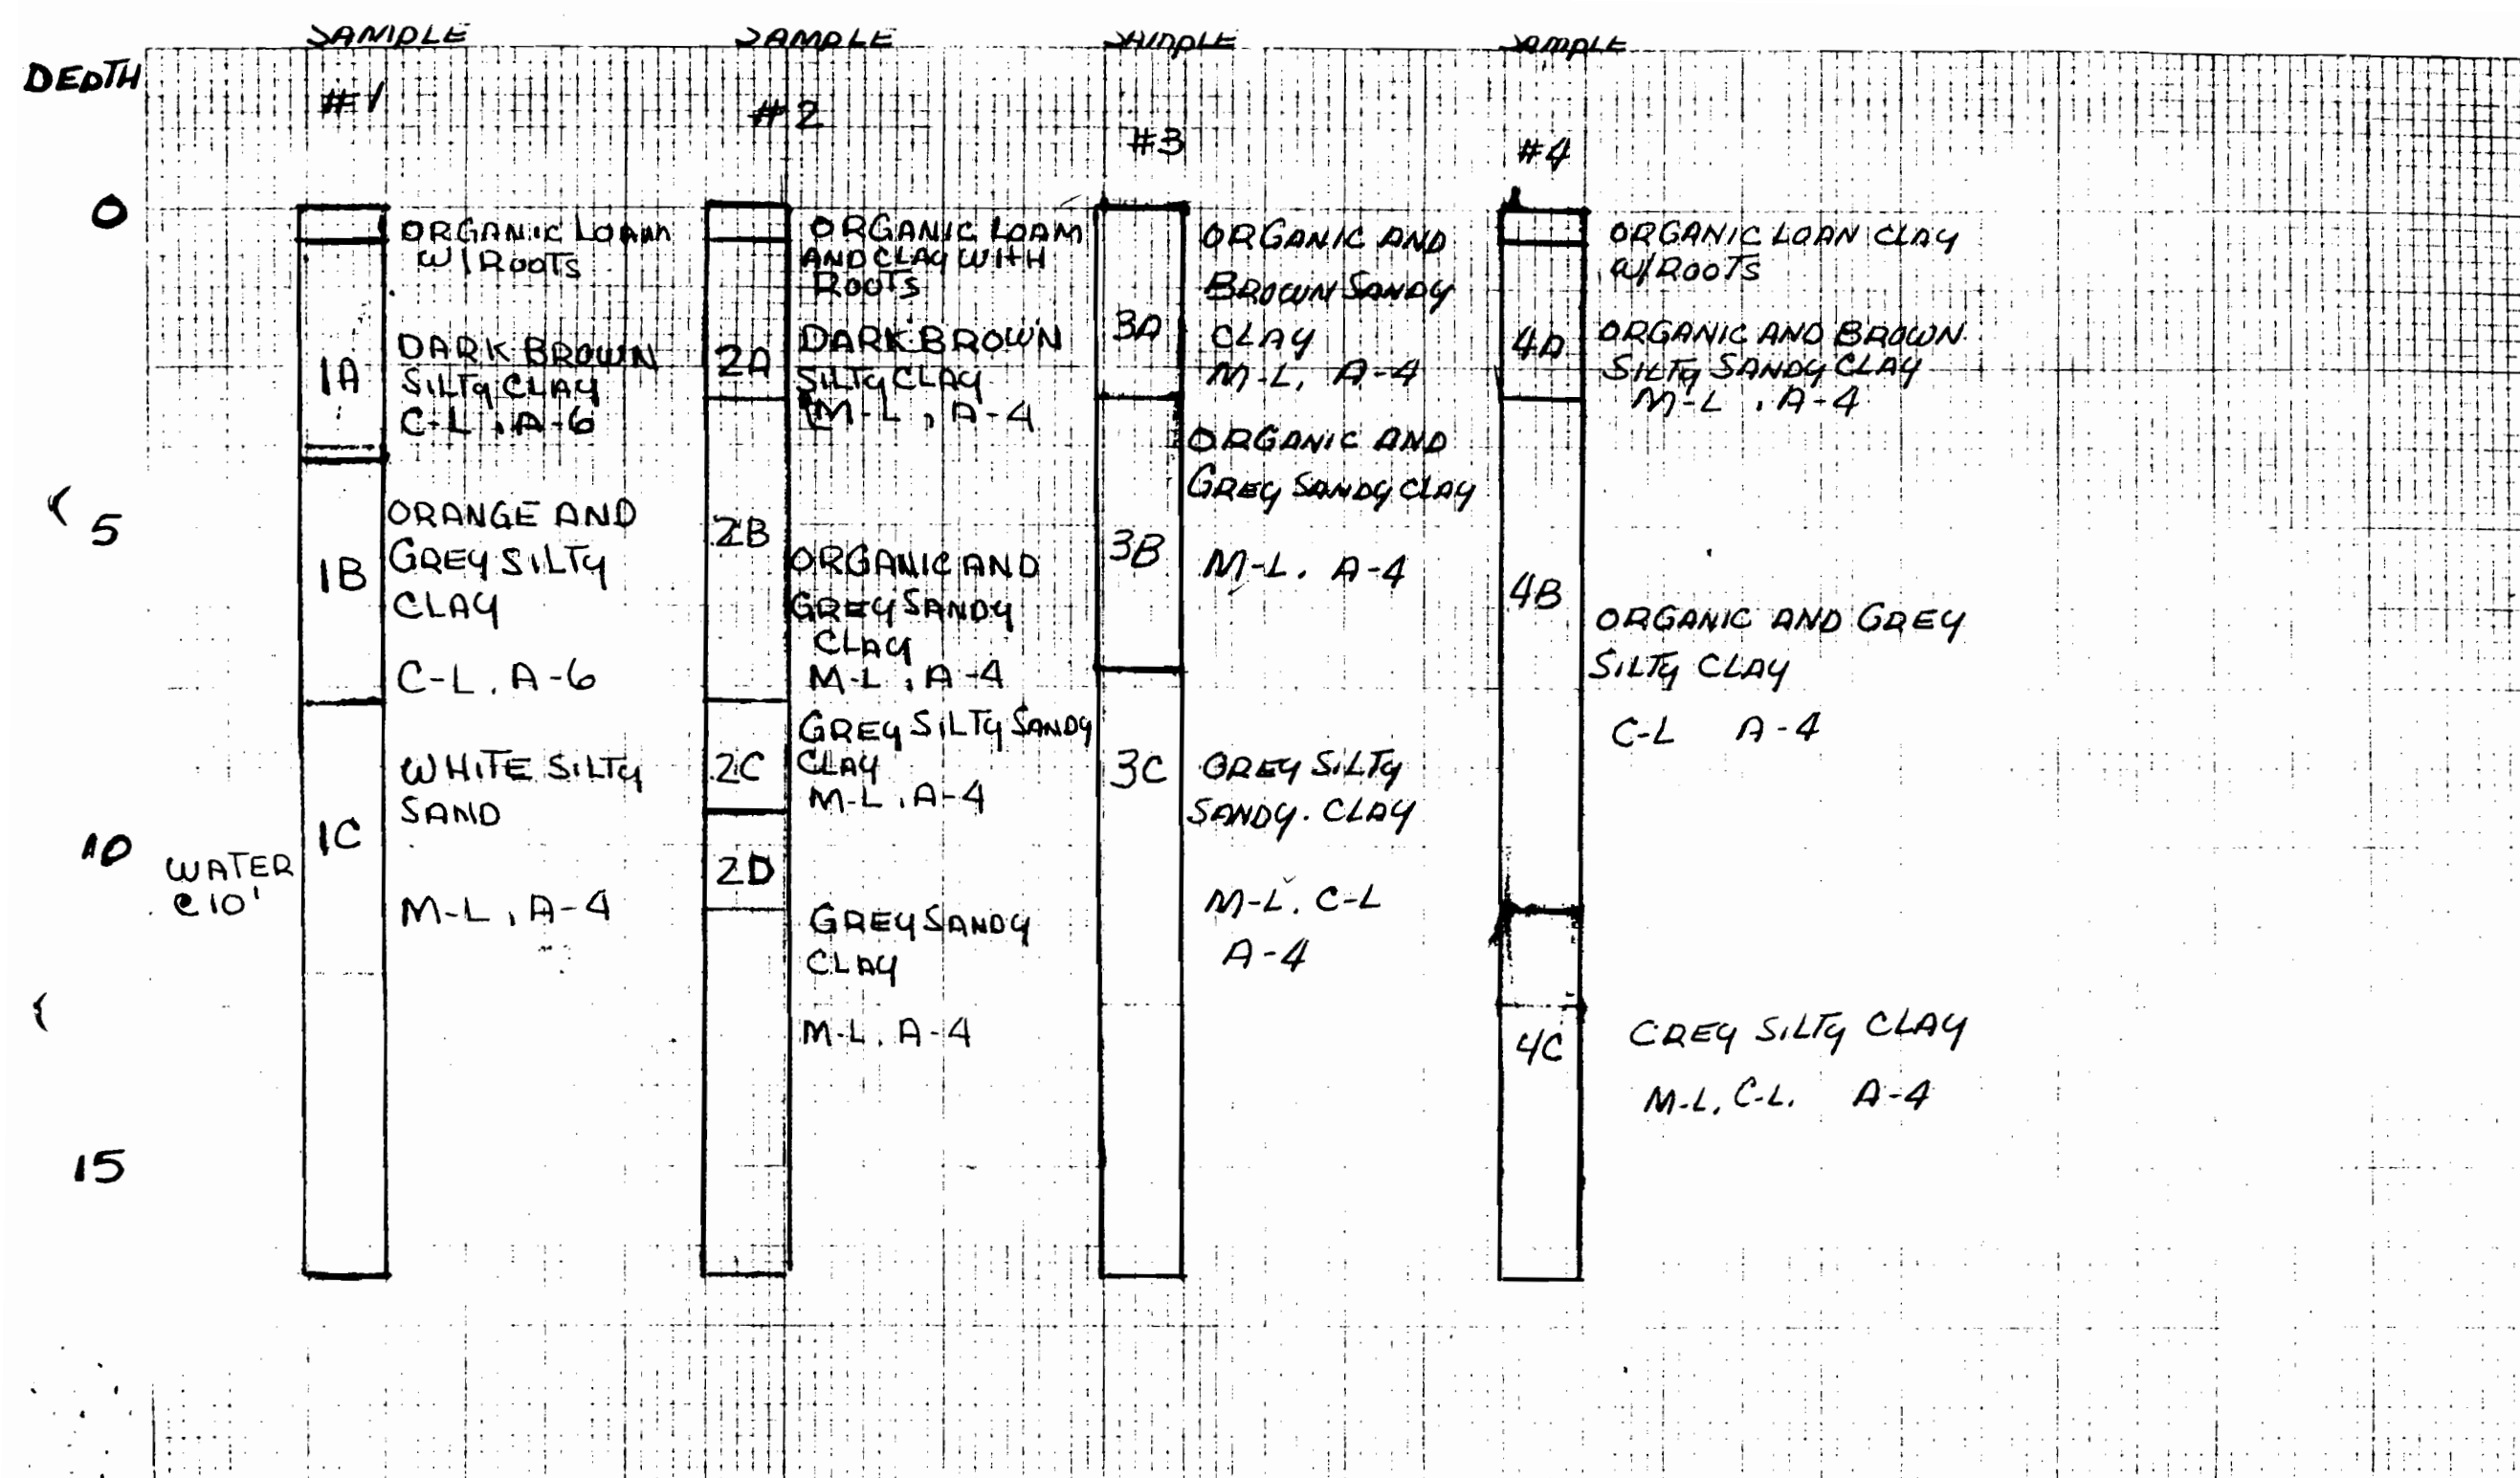 SAMPLE SAMPLE SAMPLE SAMPLE
DEPTH
#1
#2
#3
#4
0
5
10
15
WATER
@10'
ORGANIC LOAM
W/ROOTS
1A
DARK BROWN
SILTY CLAY
C-L, A-6
1B
ORANGE AND
GREY SILTY
CLAY
C-L, A-6
1C
WHITE SILTY
SAND
M-L, A-4
ORGANIC LOAM
AND CLAY WITH
ROOTS
2A
DARK BROWN
SILTY CLAY
M-L, A-4
2B
ORGANIC AND
GREY SANDY
CLAY
M-L, A-4
2C
GREY SILTY SANDY
CLAY
M-L, A-4
2D
GREY SANDY
CLAY
M-L, A-4
3A
ORGANIC AND
BROWN SANDY
CLAY
M-L, A-4
3B
ORGANIC AND
GREY SANDY CLAY
M-L. A-4
3C
GREY SILTY
SANDY. CLAY
M-L. C-L
A-4
ORGANIC LOAN CLAY
W/ROOTS
4A
ORGANIC AND BROWN
SILTY SANDY CLAY
M-L, A-4
4B
ORGANIC AND GREY
SILTY CLAY
C-L A-4
4C
GREY SILTY CLAY
M-L, C-L. A-4